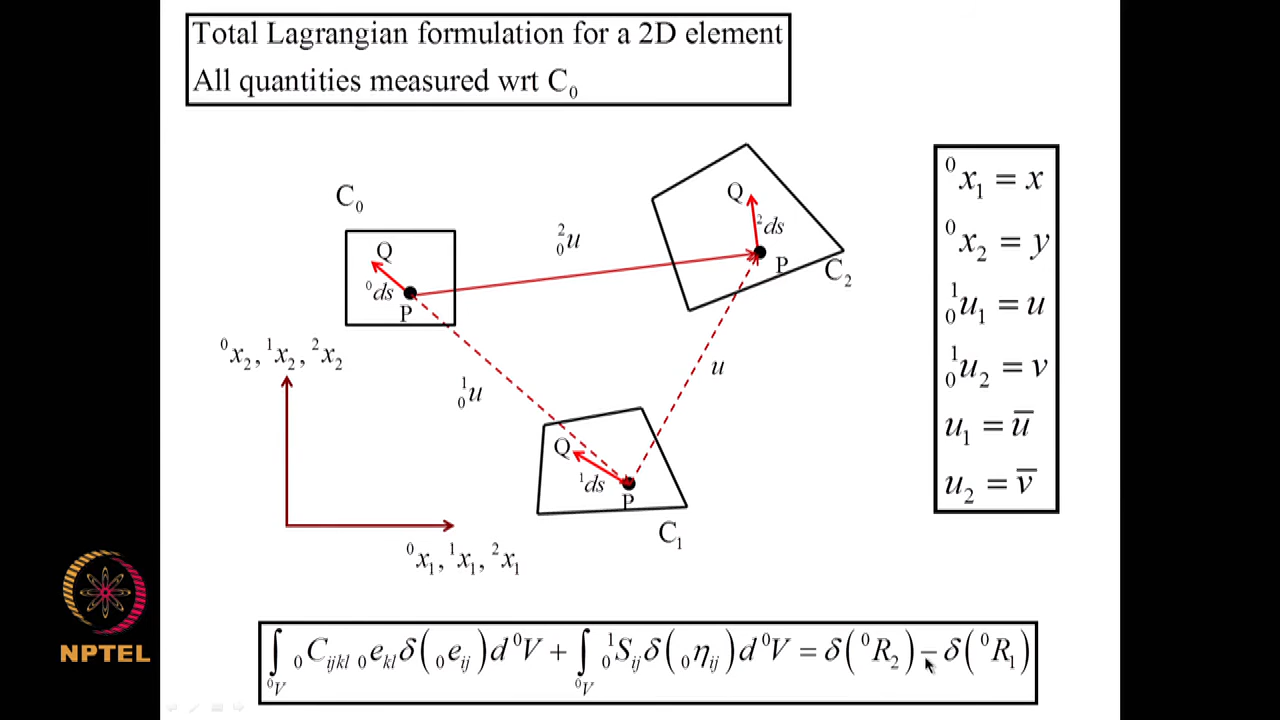 Total Lagrangian formulation for a 2D element
All quantities measured wrt C₀
C₀
Q
⁰ds
P
²₀u
Q
²ds
P
C₂
⁰x₁ = x
⁰x₂ = y
¹₀u₁ = u
¹₀u₂ = v
u₁ = u̅
u₂ = v̅
⁰x₂, ¹x₂, ²x₂
¹₀u
u
Q
¹ds
P
C₁
⁰x₁, ¹x₁, ²x₁
∫⁰V ₀Cᵢⱼₖₗ ₀eₖₗ δ(₀eᵢⱼ) d⁰V + ∫⁰V ¹₀Sᵢⱼ δ(₀ηᵢⱼ) d⁰V = δ(⁰R₂) − δ(⁰R₁)
NPTEL